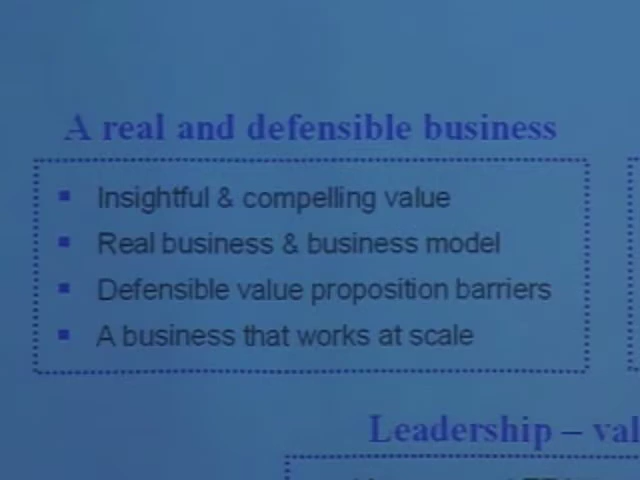 A real and defensible business
Insightful & compelling value
Real business & business model
Defensible value proposition barriers
A business that works at scale
Leadership –